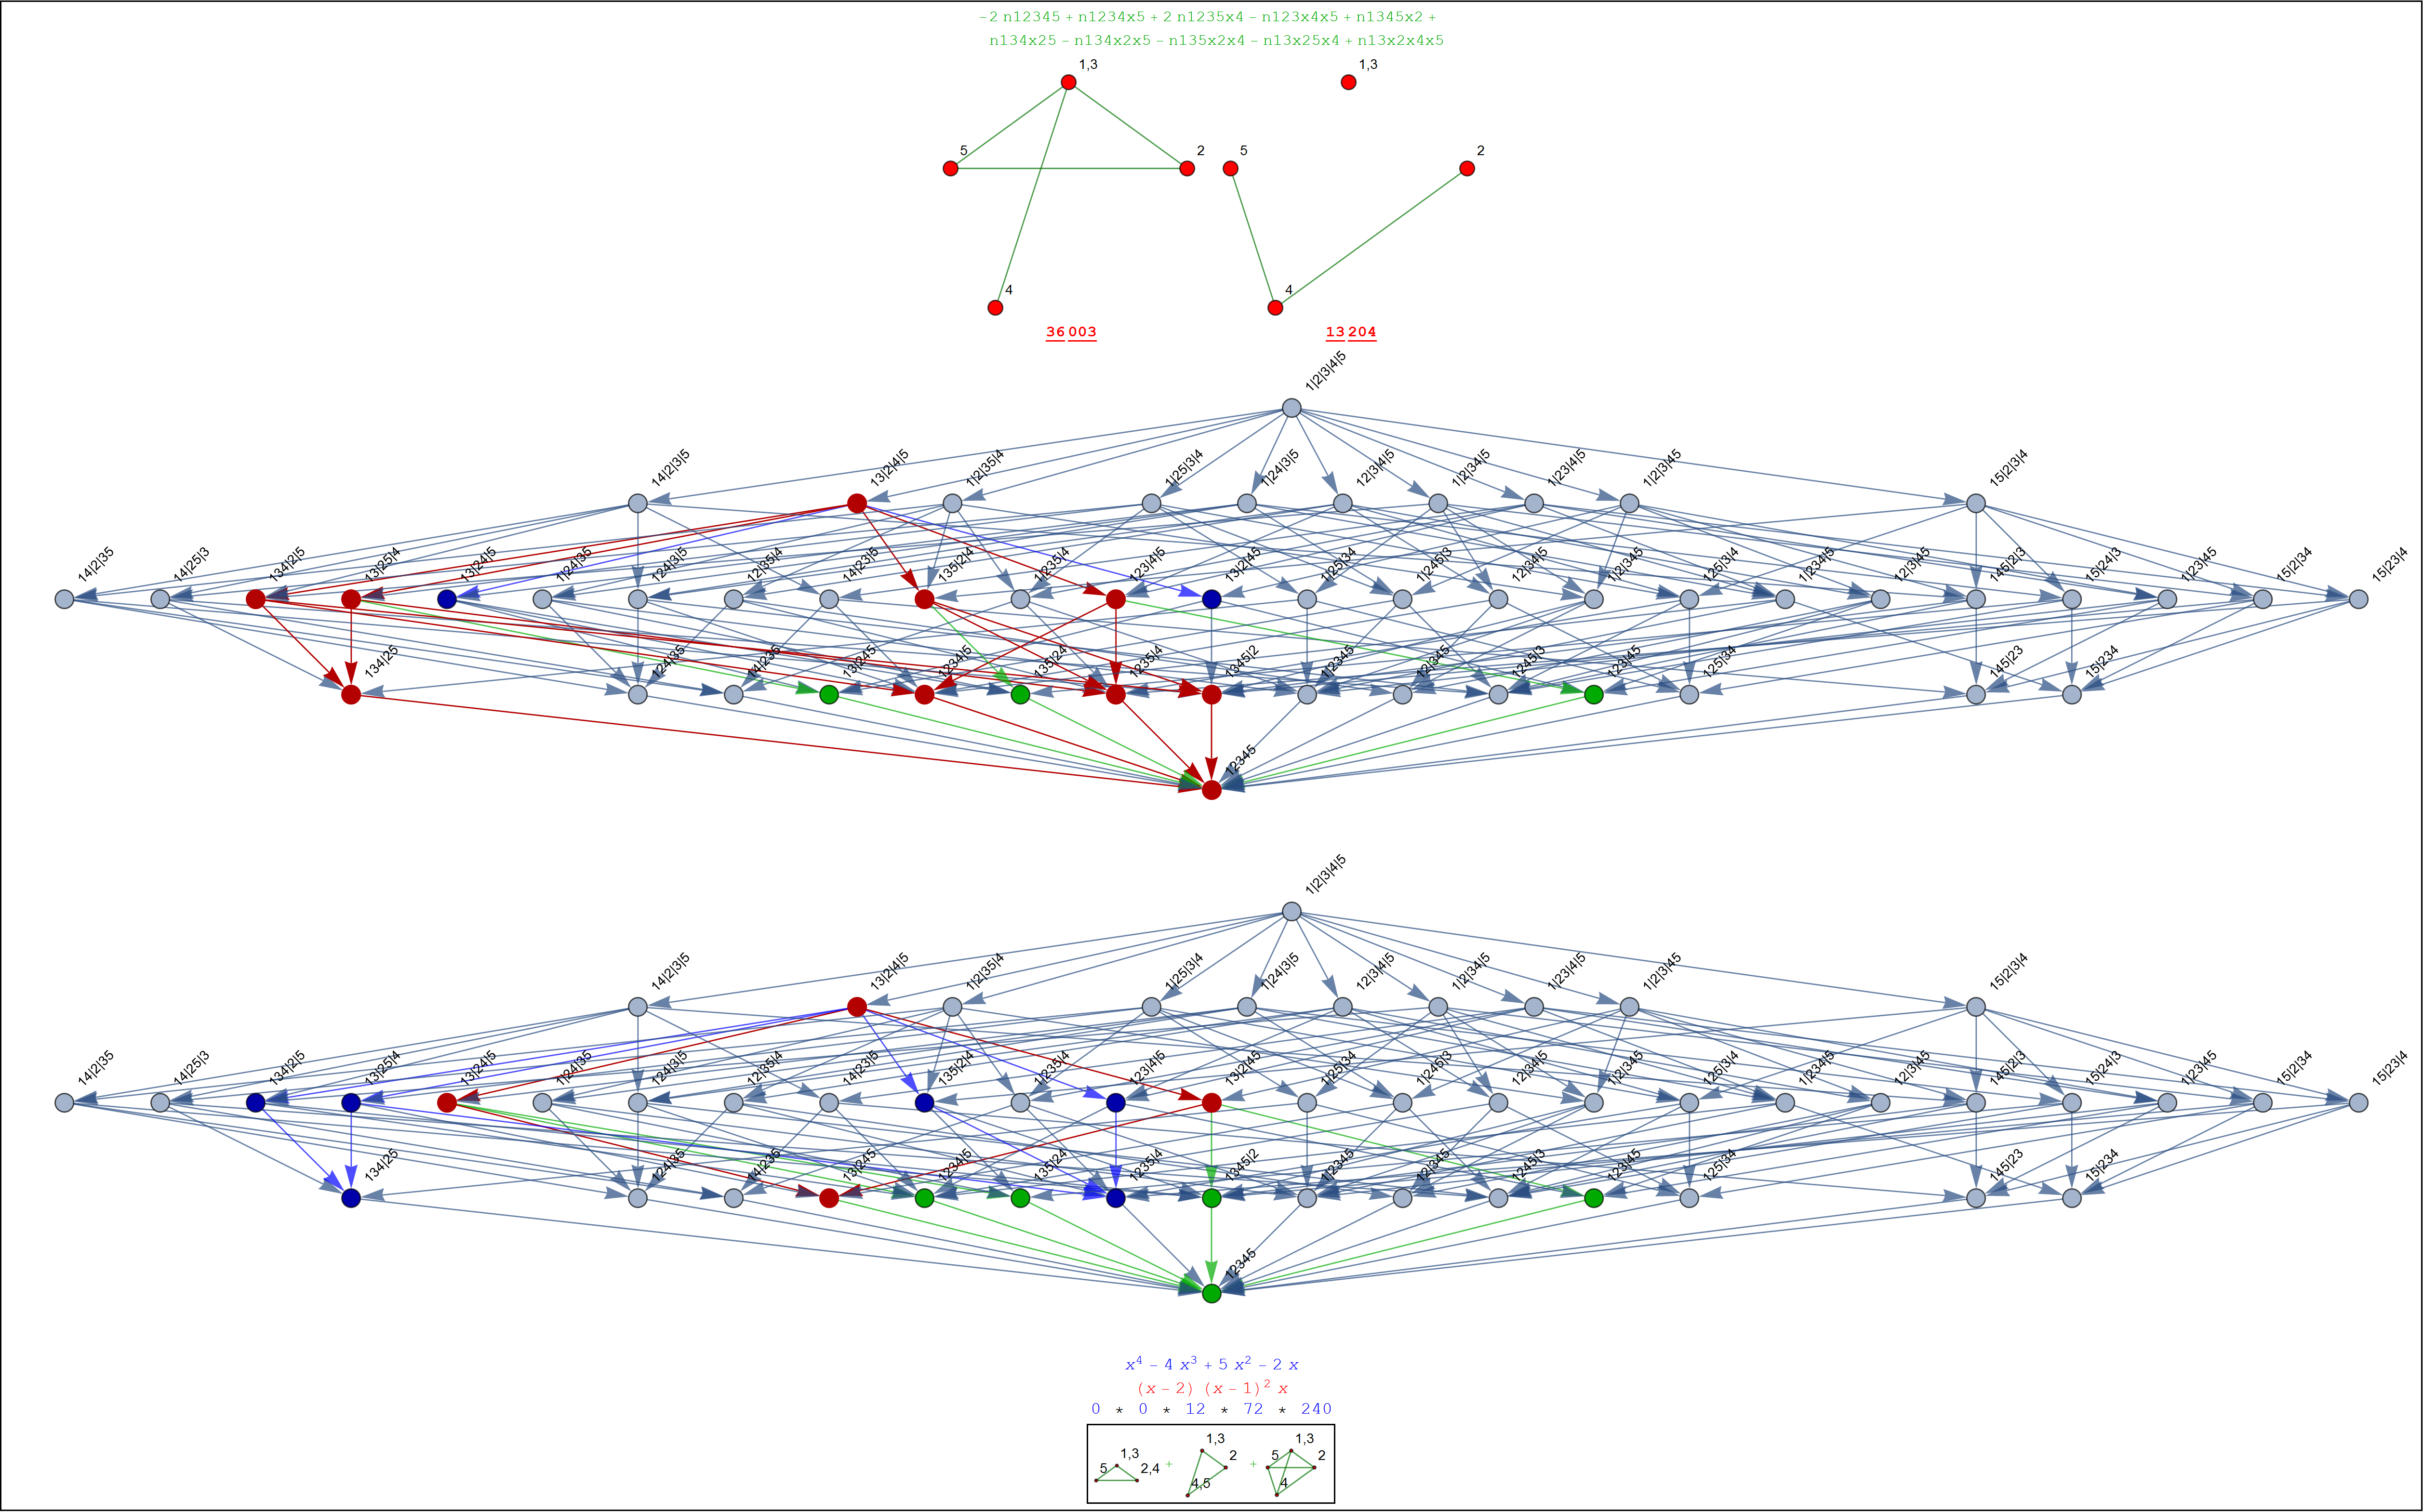 -2 n12345 + n1234x5 + 2 n1235x4 - n123x4x5 + n1345x2 +
n134x25 - n134x2x5 - n135x2x4 - n13x25x4 + n13x2x4x5
1,3 1,3
5 2 5 2
4 4
36 003 13 204
1|2|3|4|5
14|2|3|5 13|2|4|5 1|2|35|4 1|25|3|4 1|24|3|5 12|3|4|5 1|2|34|5 1|23|4|5 1|2|3|45 15|2|3|4
14|2|35 14|25|3 134|2|5 13|25|4 13|24|5 1|24|35 124|3|5 12|35|4 14|23|5 135|2|4 1|235|4 123|4|5 13|2|45 1|25|34 1|245|3 12|34|5 1|2|345 125|3|4 1|234|5 12|3|45 145|2|3 15|24|3 1|23|45 15|2|34 15|23|4
134|25 124|35 14|235 13|245 1234|5 135|24 1235|4 1345|2 1|2345 12|345 1245|3 123|45 125|34 145|23 15|234
12345
1|2|3|4|5
14|2|3|5 13|2|4|5 1|2|35|4 1|25|3|4 1|24|3|5 12|3|4|5 1|2|34|5 1|23|4|5 1|2|3|45 15|2|3|4
14|2|35 14|25|3 134|2|5 13|25|4 13|24|5 1|24|35 124|3|5 12|35|4 14|23|5 135|2|4 1|235|4 123|4|5 13|2|45 1|25|34 1|245|3 12|34|5 1|2|345 125|3|4 1|234|5 12|3|45 145|2|3 15|24|3 1|23|45 15|2|34 15|23|4
134|25 124|35 14|235 13|245 1234|5 135|24 1235|4 1345|2 1|2345 12|345 1245|3 123|45 125|34 145|23 15|234
12345
x⁴ - 4 x³ + 5 x² - 2 x
(x - 2) (x - 1)² x
0 * 0 * 12 * 72 * 240
1,3 1,3 1,3
5 2,4 + 2 + 5 2
4,5 4